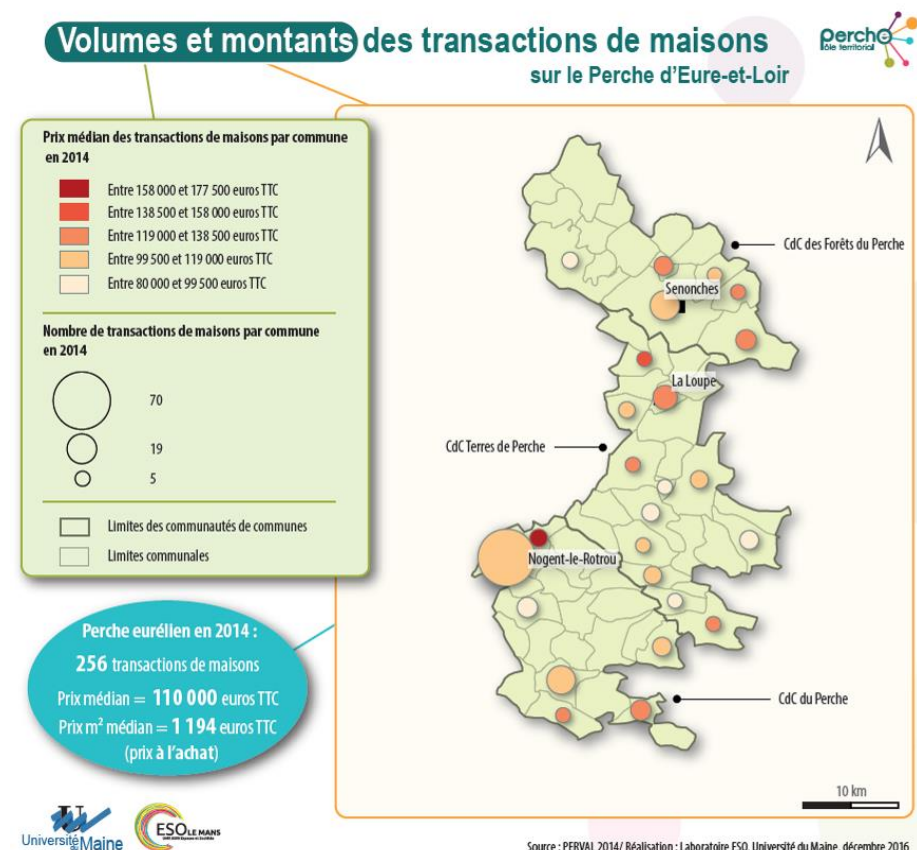 Volumes et montants des transactions de maisons
sur le Perche d'Eure-et-Loir
perche
pôle territorial
Prix médian des transactions de maisons par commune
en 2014
Entre 158 000 et 177 500 euros TTC
Entre 138 500 et 158 000 euros TTC
Entre 119 000 et 138 500 euros TTC
Entre 99 500 et 119 000 euros TTC
Entre 80 000 et 99 500 euros TTC
Nombre de transactions de maisons par commune
en 2014
70
19
5
Limites des communautés de communes
Limites communales
CdC des Forêts du Perche
Senonches
La Loupe
CdC Terres de Perche
Nogent-le-Rotrou
CdC du Perche
10 km
Perche eurélien en 2014 :
256 transactions de maisons
Prix médian = 110 000 euros TTC
Prix m² médian = 1 194 euros TTC
(prix à l'achat)
Université du Maine
ESO LE MANS
Source : PERVAL 2014/ Réalisation : Laboratoire ESO, Université du Maine, décembre 2016